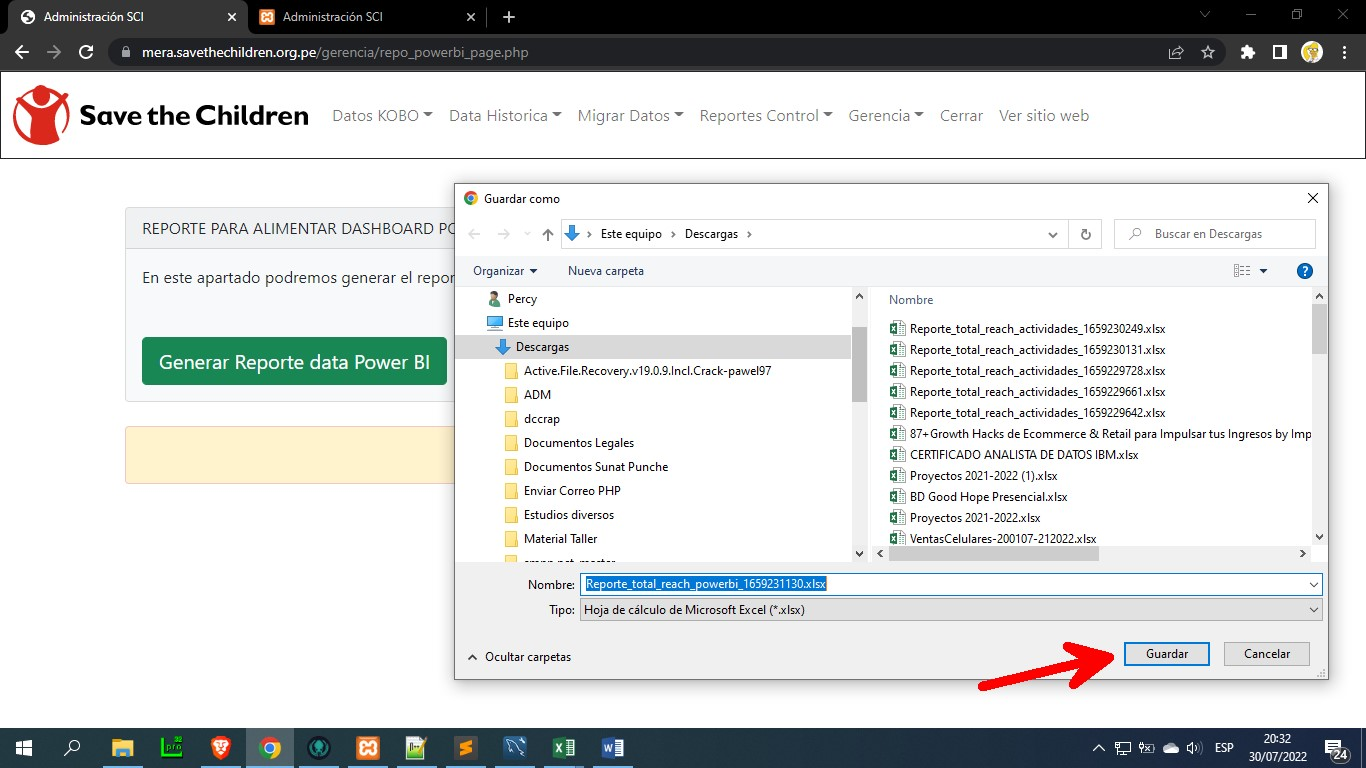 Administración SCI
Administración SCI
mera.savethechildren.org.pe/gerencia/repo_powerbi_page.php
Save the Children
Datos KOBO
Data Historica
Migrar Datos
Reportes Control
Gerencia
Cerrar
Ver sitio web
REPORTE PARA ALIMENTAR DASHBOARD PO
En este apartado podremos generar el repor
Generar Reporte data Power BI
Guardar como
Este equipo
Descargas
Buscar en Descargas
Organizar
Nueva carpeta
?
Percy
Este equipo
Descargas
Active.File.Recovery.v19.0.9.Incl.Crack-pawel97
ADM
dccrap
Documentos Legales
Documentos Sunat Punche
Enviar Correo PHP
Estudios diversos
Material Taller
Nombre
Reporte_total_reach_actividades_1659230249.xlsx
Reporte_total_reach_actividades_1659230131.xlsx
Reporte_total_reach_actividades_1659229728.xlsx
Reporte_total_reach_actividades_1659229661.xlsx
Reporte_total_reach_actividades_1659229642.xlsx
87+Growth Hacks de Ecommerce & Retail para Impulsar tus Ingresos by Imp
CERTIFICADO ANALISTA DE DATOS IBM.xlsx
Proyectos 2021-2022 (1).xlsx
BD Good Hope Presencial.xlsx
Proyectos 2021-2022.xlsx
VentasCelulares-200107-212022.xlsx
Nombre: Reporte_total_reach_powerbi_1659231130.xlsx
Tipo: Hoja de cálculo de Microsoft Excel (*.xlsx)
Ocultar carpetas
Guardar
Cancelar
ESP
20:32
30/07/2022
24